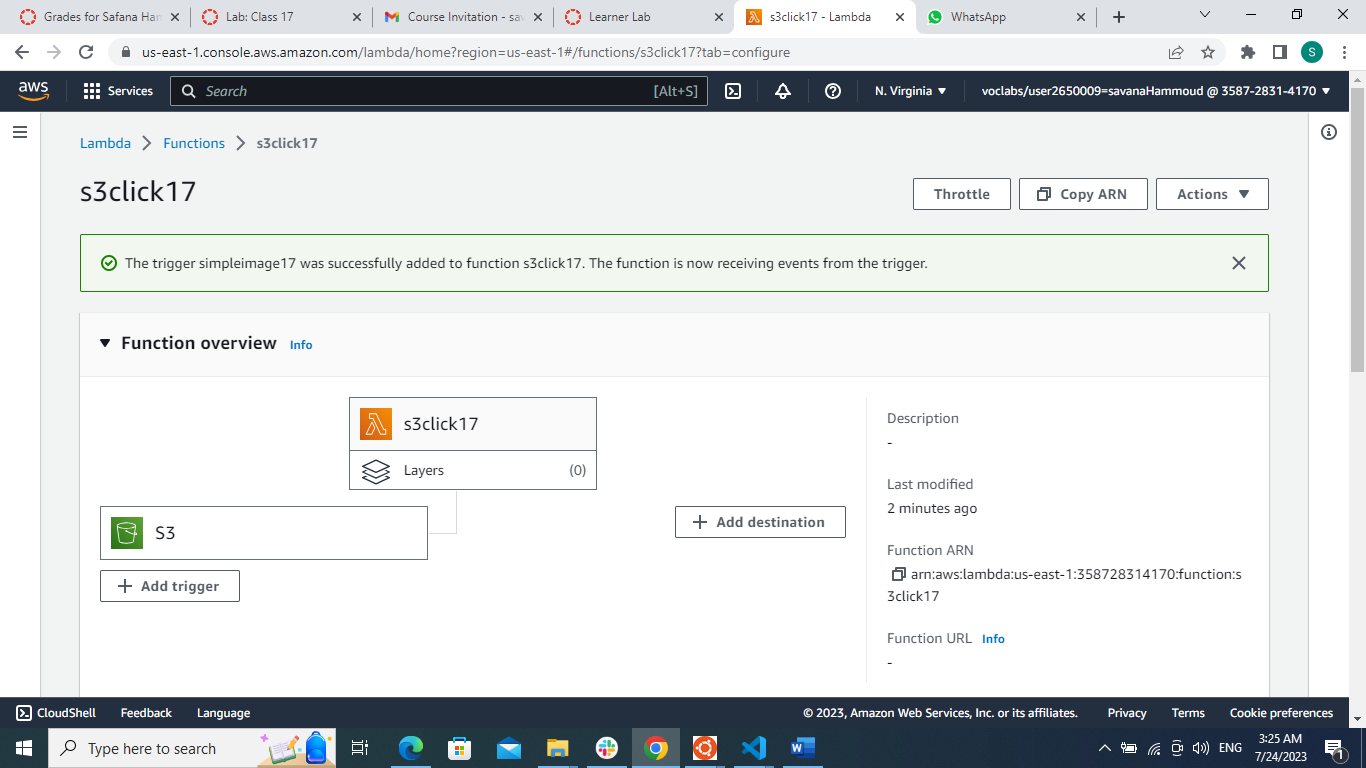 Grades for Safana Ham
Lab: Class 17
Course Invitation - sav
Learner Lab
s3click17 - Lambda
WhatsApp
us-east-1.console.aws.amazon.com/lambda/home?region=us-east-1#/functions/s3click17?tab=configure
S
aws
Services
Search
[Alt+S]
N. Virginia
voclabs/user2650009=savanaHammoud @ 3587-2831-4170
Lambda
Functions
s3click17
s3click17
Throttle
Copy ARN
Actions
The trigger simpleimage17 was successfully added to function s3click17. The function is now receiving events from the trigger.
Function overview
Info
s3click17
Layers
(0)
S3
Add trigger
Add destination
Description
-
Last modified
2 minutes ago
Function ARN
arn:aws:lambda:us-east-1:358728314170:function:s
3click17
Function URL
Info
-
CloudShell
Feedback
Language
© 2023, Amazon Web Services, Inc. or its affiliates.
Privacy
Terms
Cookie preferences
Type here to search
ENG
3:25 AM
7/24/2023
1